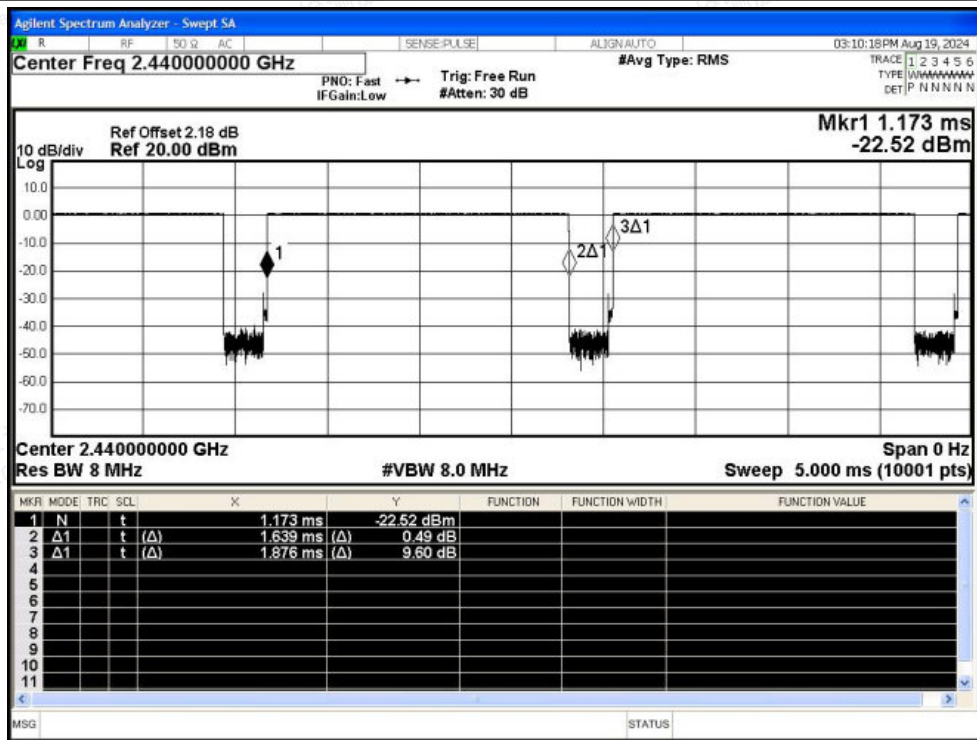 Agilent Spectrum Analyzer - Swept SA
LXI R RF 50 Ω AC SENSE:PULSE ALIGNAUTO 03:10:18PM Aug 19, 2024
Center Freq 2.440000000 GHz
PNO: Fast
IFGain:Low
Trig: Free Run
#Atten: 30 dB
#Avg Type: RMS
TRACE 1 2 3 4 5 6
TYPE WWWWWW
DET P N N N N N
Mkr1 1.173 ms
-22.52 dBm
Ref Offset 2.18 dB
10 dB/div Ref 20.00 dBm
Log
10.0
0.00
-10.0
-20.0
-30.0
-40.0
-50.0
-60.0
-70.0
1
2Δ1
3Δ1
Center 2.440000000 GHz Span 0 Hz
Res BW 8 MHz #VBW 8.0 MHz Sweep 5.000 ms (10001 pts)
MKR MODE TRC SCL X Y FUNCTION FUNCTION WIDTH FUNCTION VALUE
1 N t 1.173 ms -22.52 dBm
2 Δ1 t (Δ) 1.639 ms (Δ) 0.49 dB
3 Δ1 t (Δ) 1.876 ms (Δ) 9.60 dB
4
5
6
7
8
9
10
11
MSG STATUS